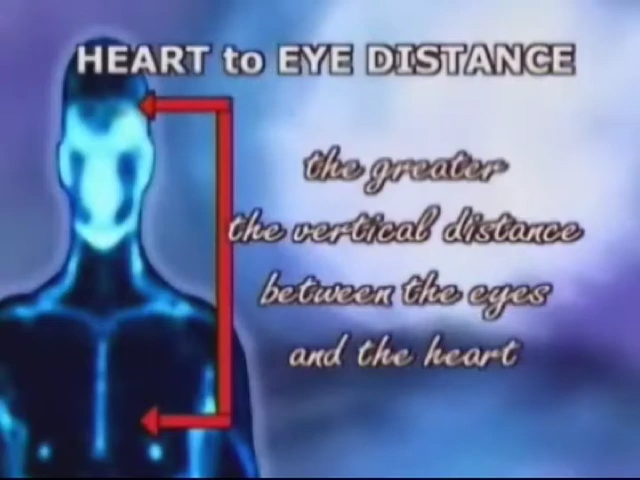 HEART to EYE DISTANCE
the greater
the vertical distance
between the eyes
and the heart